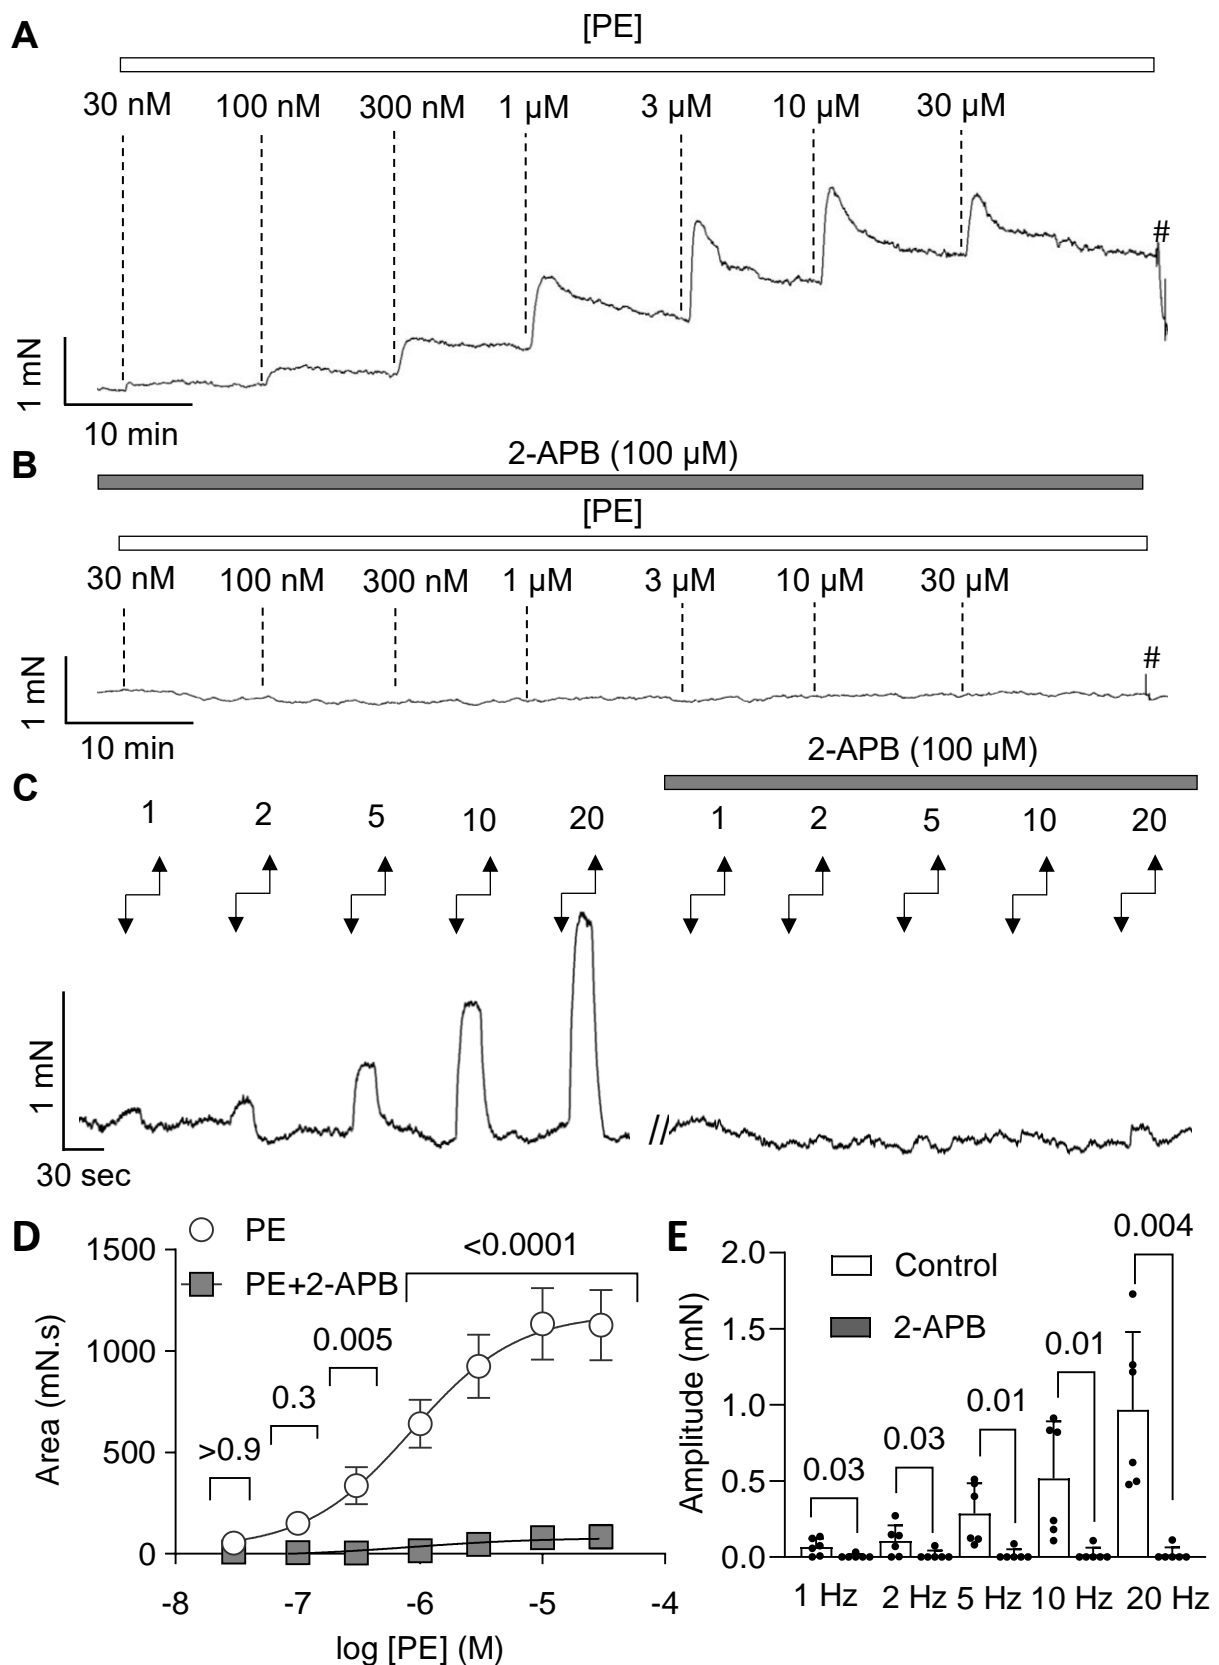 A
[PE]
30 nM 100 nM 300 nM 1 µM 3 µM 10 µM 30 µM
#
1 mN
10 min
B
2-APB (100 µM)
[PE]
30 nM 100 nM 300 nM 1 µM 3 µM 10 µM 30 µM
#
1 mN
10 min
C
2-APB (100 µM)
1 2 5 10 20 1 2 5 10 20
1 mN
//
30 sec
D
PE
PE+2-APB
<0.0001
0.005
0.3
>0.9
1500
1000
500
0
Area (mN.s)
-8 -7 -6 -5 -4
log [PE] (M)
E
Control
2-APB
0.004
0.01
0.01
0.03
0.03
2.0
1.5
1.0
0.5
0.0
Amplitude (mN)
1 Hz 2 Hz 5 Hz 10 Hz 20 Hz